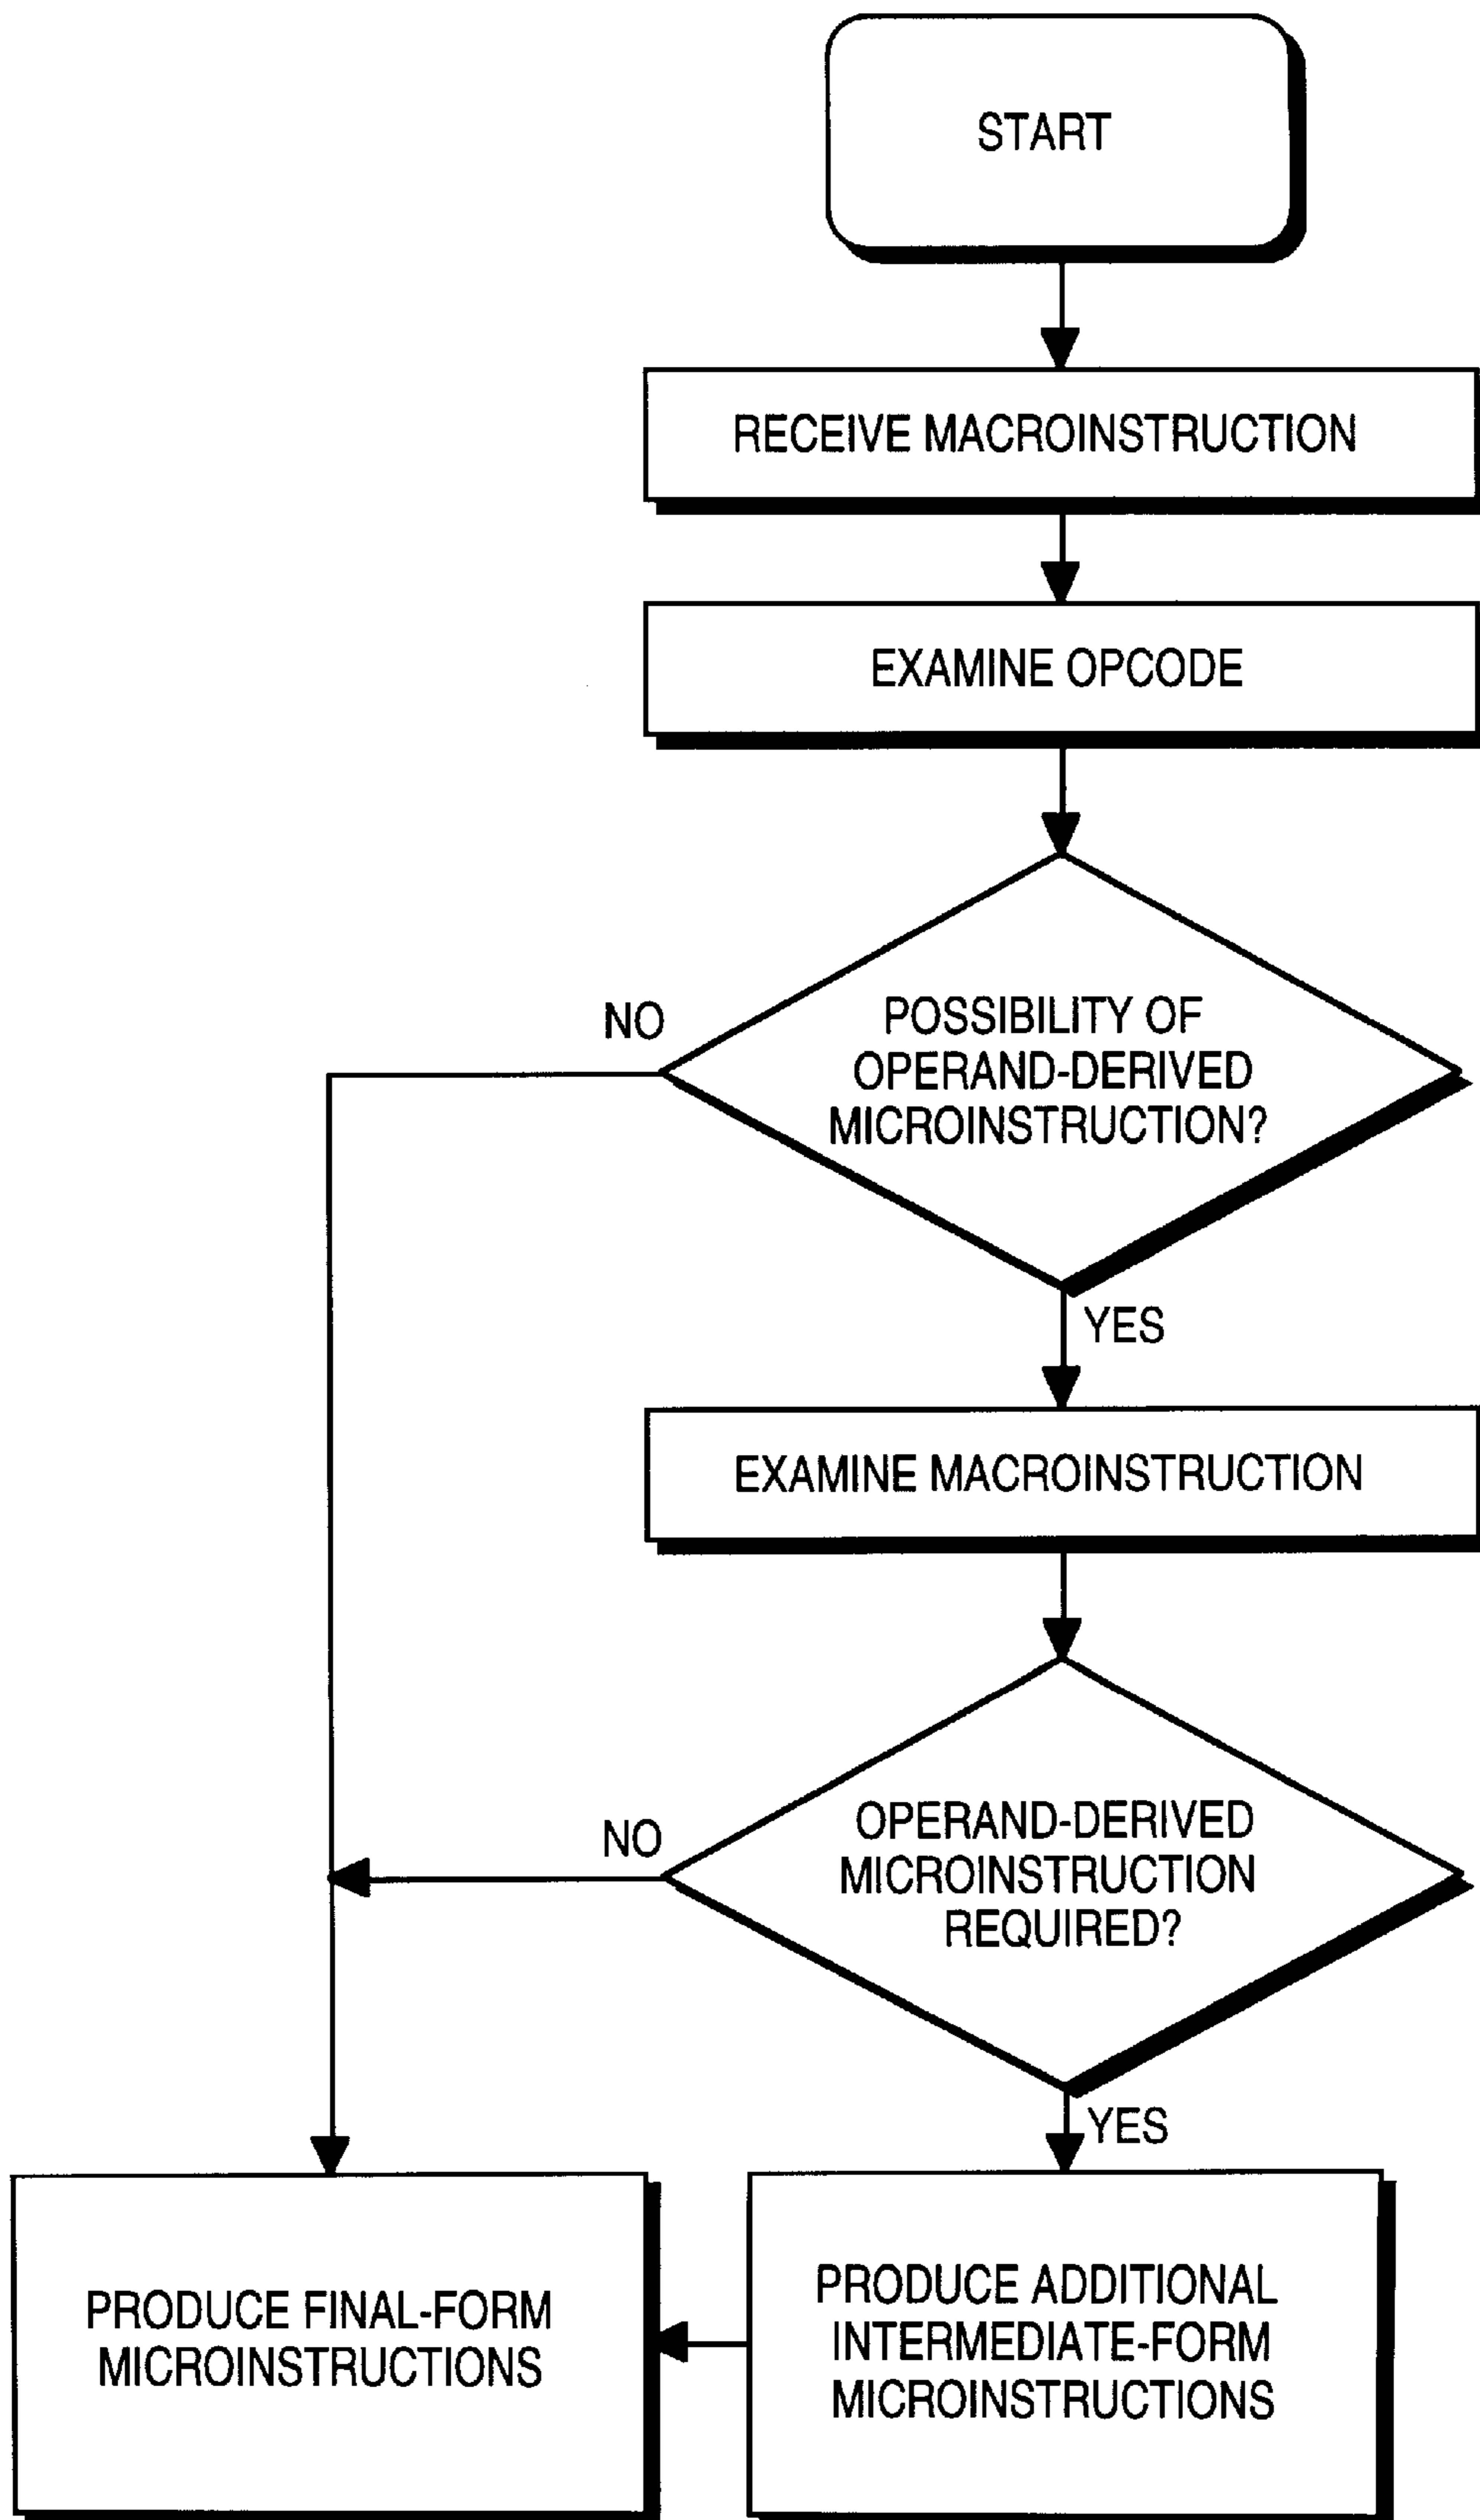 START
RECEIVE MACROINSTRUCTION
EXAMINE OPCODE
NO
POSSIBILITY OF
OPERAND-DERIVED
MICROINSTRUCTION?
YES
EXAMINE MACROINSTRUCTION
NO
OPERAND-DERIVED
MICROINSTRUCTION
REQUIRED?
YES
PRODUCE FINAL-FORM
MICROINSTRUCTIONS
PRODUCE ADDITIONAL
INTERMEDIATE-FORM
MICROINSTRUCTIONS